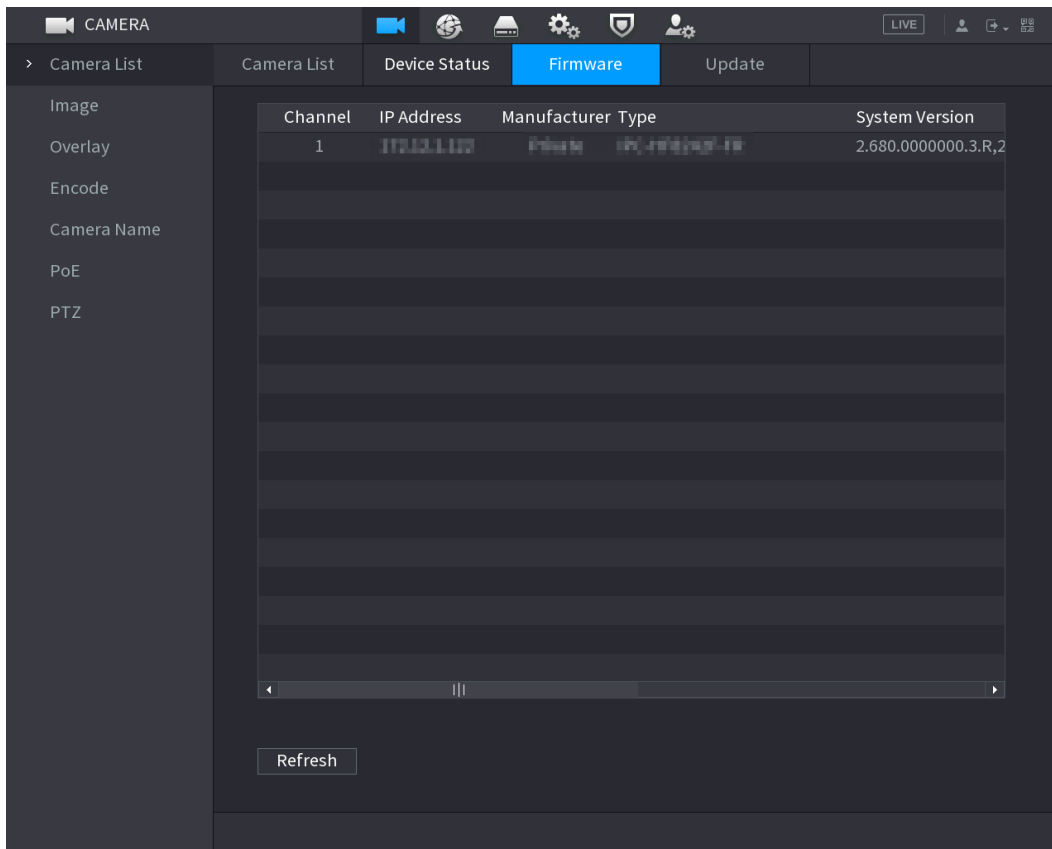 CAMERA LIVE
Camera List Camera List Device Status Firmware Update
Image
Overlay
Encode
Camera Name
PoE
PTZ
Channel IP Address Manufacturer Type System Version
1 2.680.0000000.3.R,2
Refresh